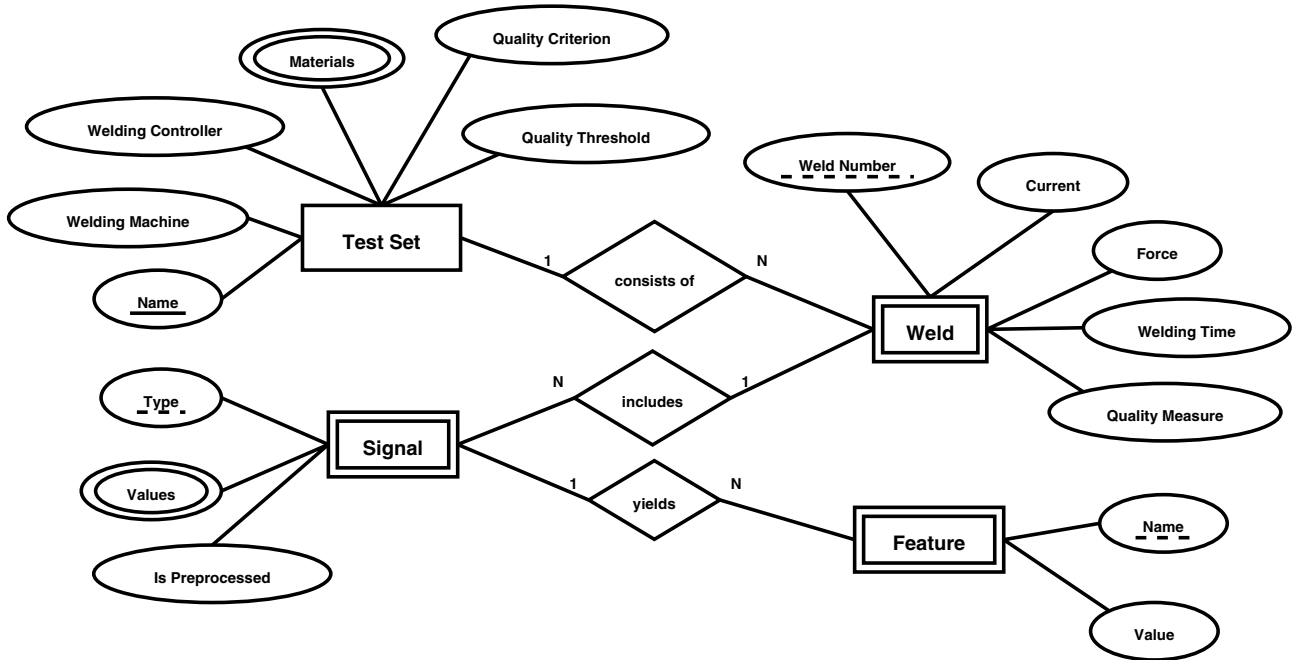 Quality Criterion
Materials
Welding Controller
Quality Threshold
Weld Number
Current
Welding Machine
Test Set
Force
1
N
consists of
Name
Weld
Welding Time
N
1
Type
includes
Quality Measure
Signal
Values
1
N
yields
Name
Feature
Is Preprocessed
Value